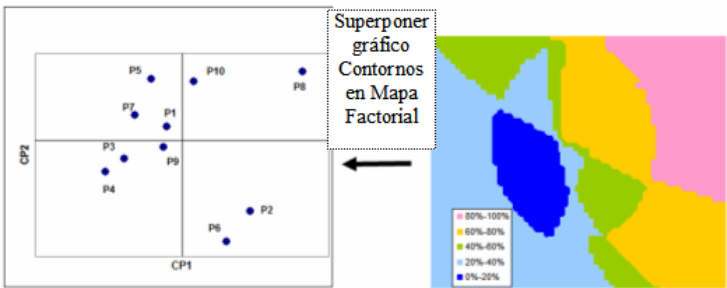 Superponer
gráfico
Contornos
en Mapa
Factorial
P5
P10
P8
P7
P1
P3
P9
P4
P2
P6
CP2
CP1
80%-100%
60%-80%
40%-60%
20%-40%
0%-20%